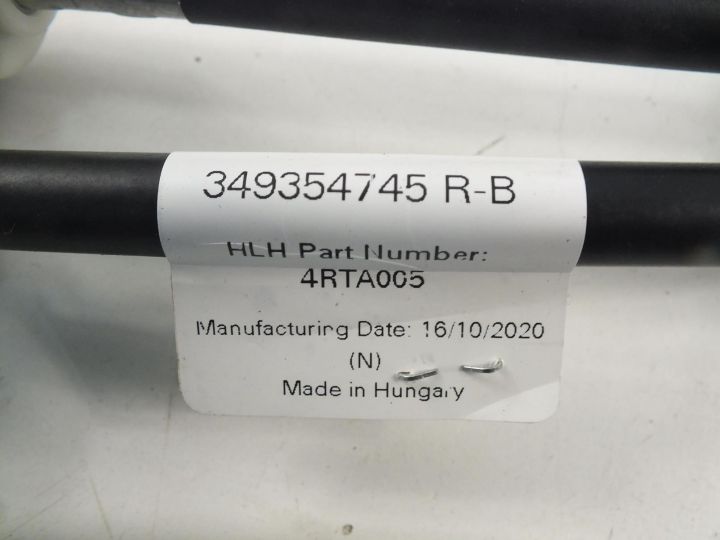 349354745 R-B
HLH Part Number:
4RTA005
Manufacturing Date: 16/10/2020
(N)
Made in Hungary